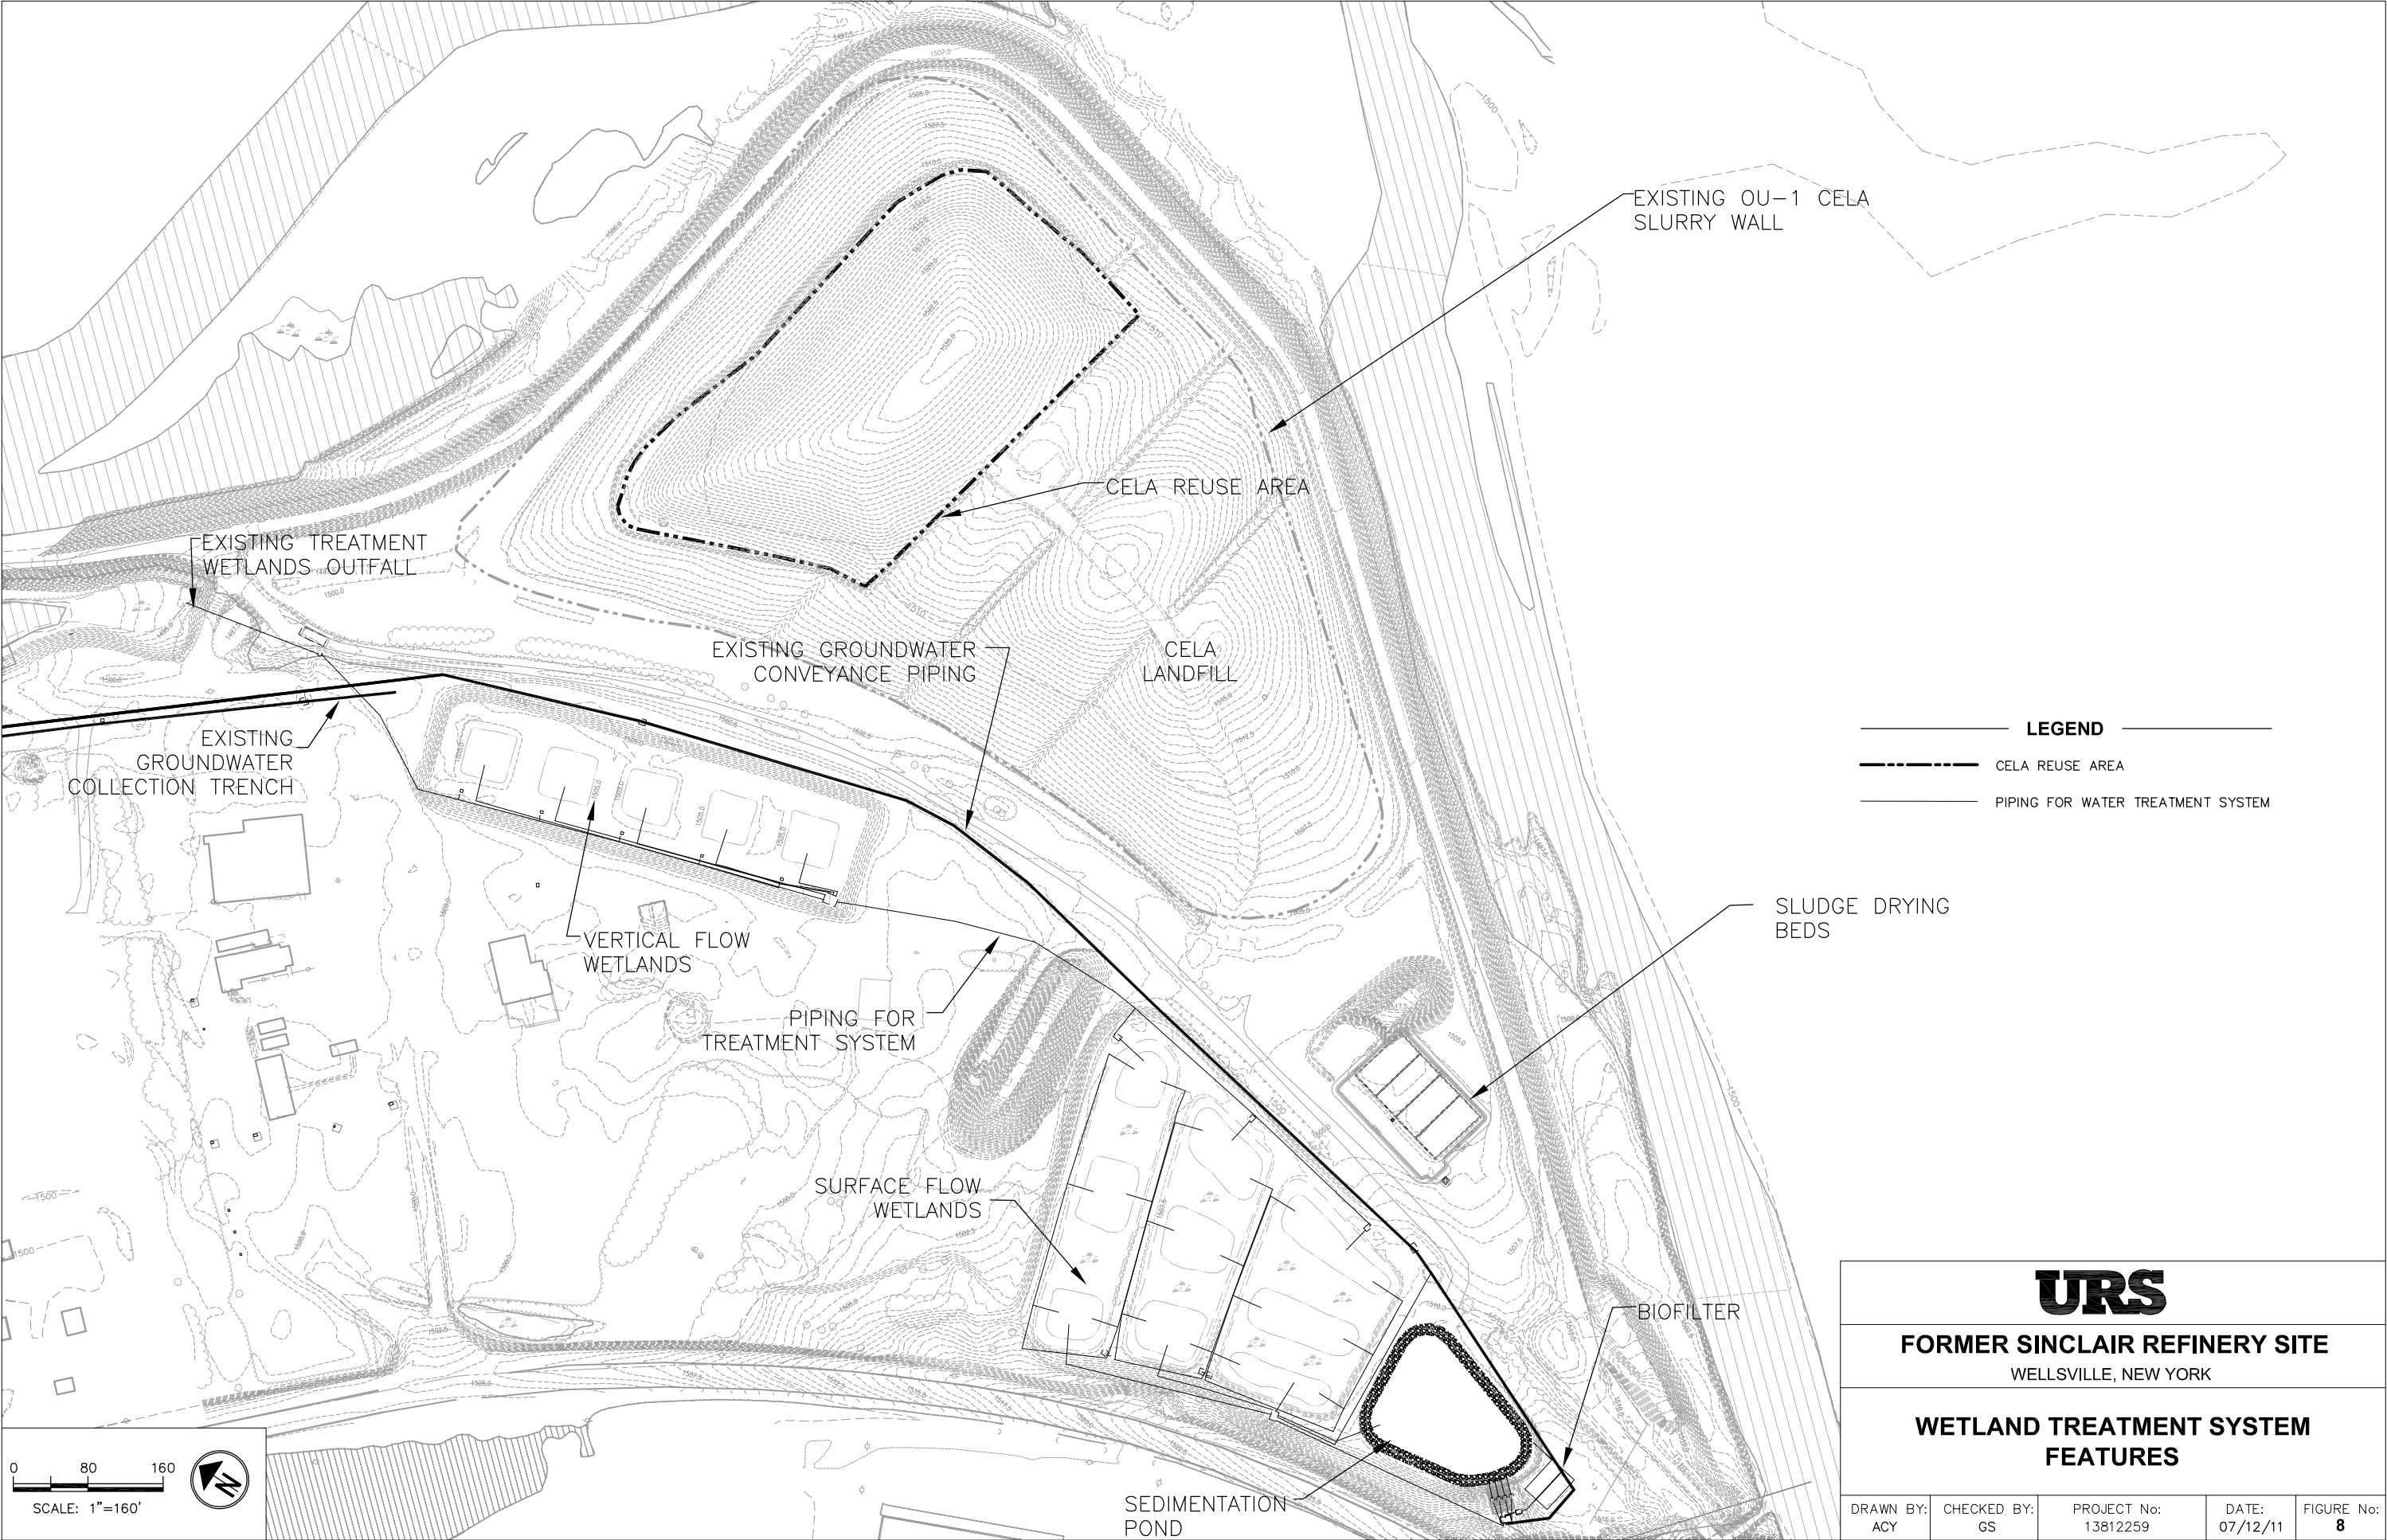 EXISTING OU-1 CELA
SLURRY WALL
CELA REUSE AREA
EXISTING TREATMENT
WETLANDS OUTFALL
EXISTING GROUNDWATER
CONVEYANCE PIPING
CELA
LANDFILL
EXISTING
GROUNDWATER
COLLECTION TRENCH
LEGEND
CELA REUSE AREA
PIPING FOR WATER TREATMENT SYSTEM
SLUDGE DRYING
BEDS
VERTICAL FLOW
WETLANDS
PIPING FOR
TREATMENT SYSTEM
SURFACE FLOW
WETLANDS
BIOFILTER
SEDIMENTATION
POND
0 80 160
SCALE: 1"=160'
N
URS
FORMER SINCLAIR REFINERY SITE
WELLSVILLE, NEW YORK
WETLAND TREATMENT SYSTEM
FEATURES
DRAWN BY: CHECKED BY: PROJECT No: DATE: FIGURE No:
ACY GS 13812259 07/12/11 8